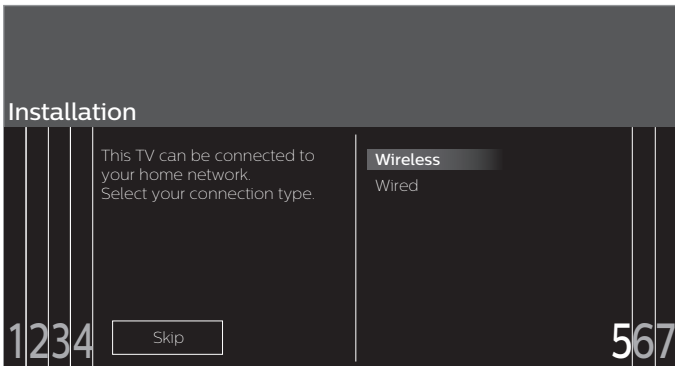 Installation
This TV can be connected to
your home network.
Select your connection type.
Wireless
Wired
Skip
1234
567